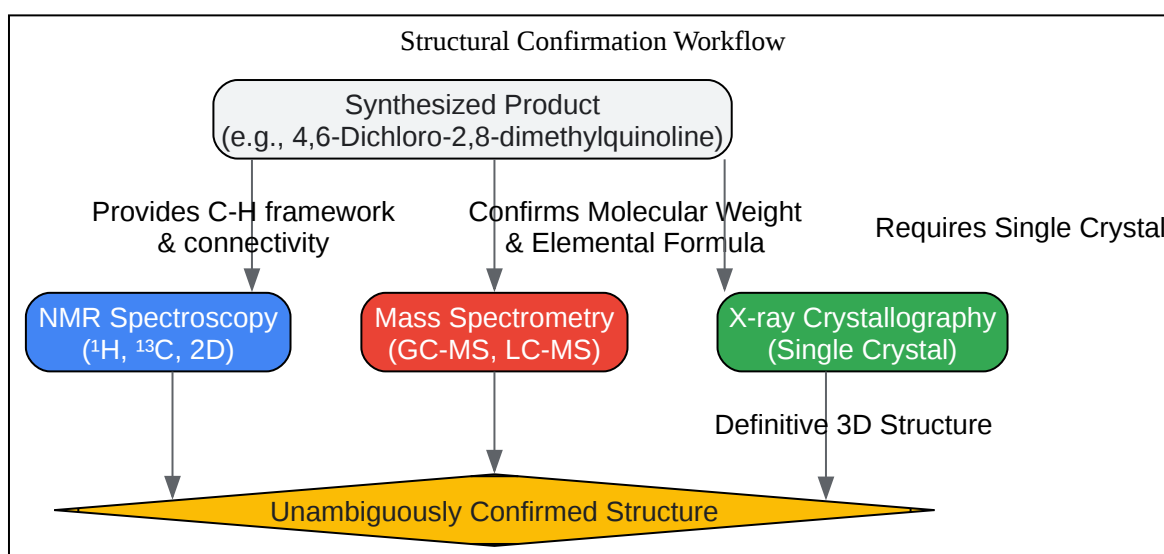 Structural Confirmation Workflow
Synthesized Product
(e.g., 4,6-Dichloro-2,8-dimethylquinoline)
Provides C-H framework
& connectivity
Confirms Molecular Weight
& Elemental Formula
Requires Single Crystal
NMR Spectroscopy
(¹H, ¹³C, 2D)
Mass Spectrometry
(GC-MS, LC-MS)
X-ray Crystallography
(Single Crystal)
Definitive 3D Structure
Unambiguously Confirmed Structure